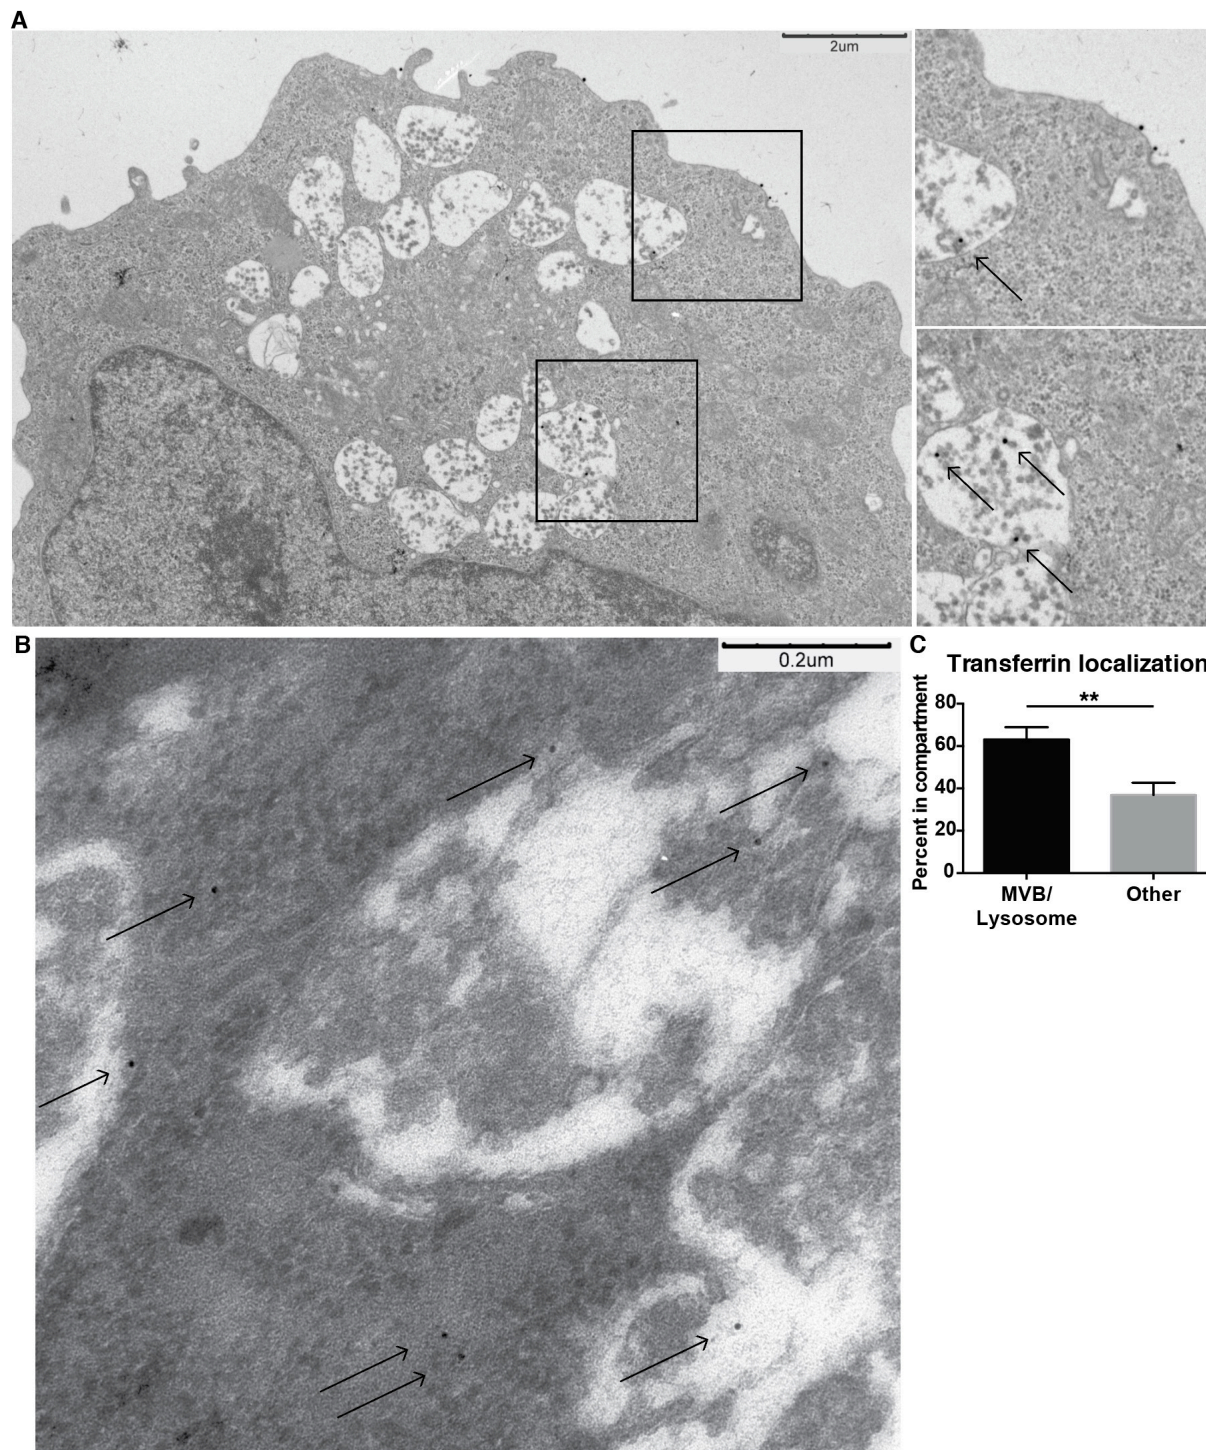 A
2um
B
0.2um
C
Transferrin localization
Percent in compartment
**
80
60
40
20
0
MVB/
Lysosome
Other